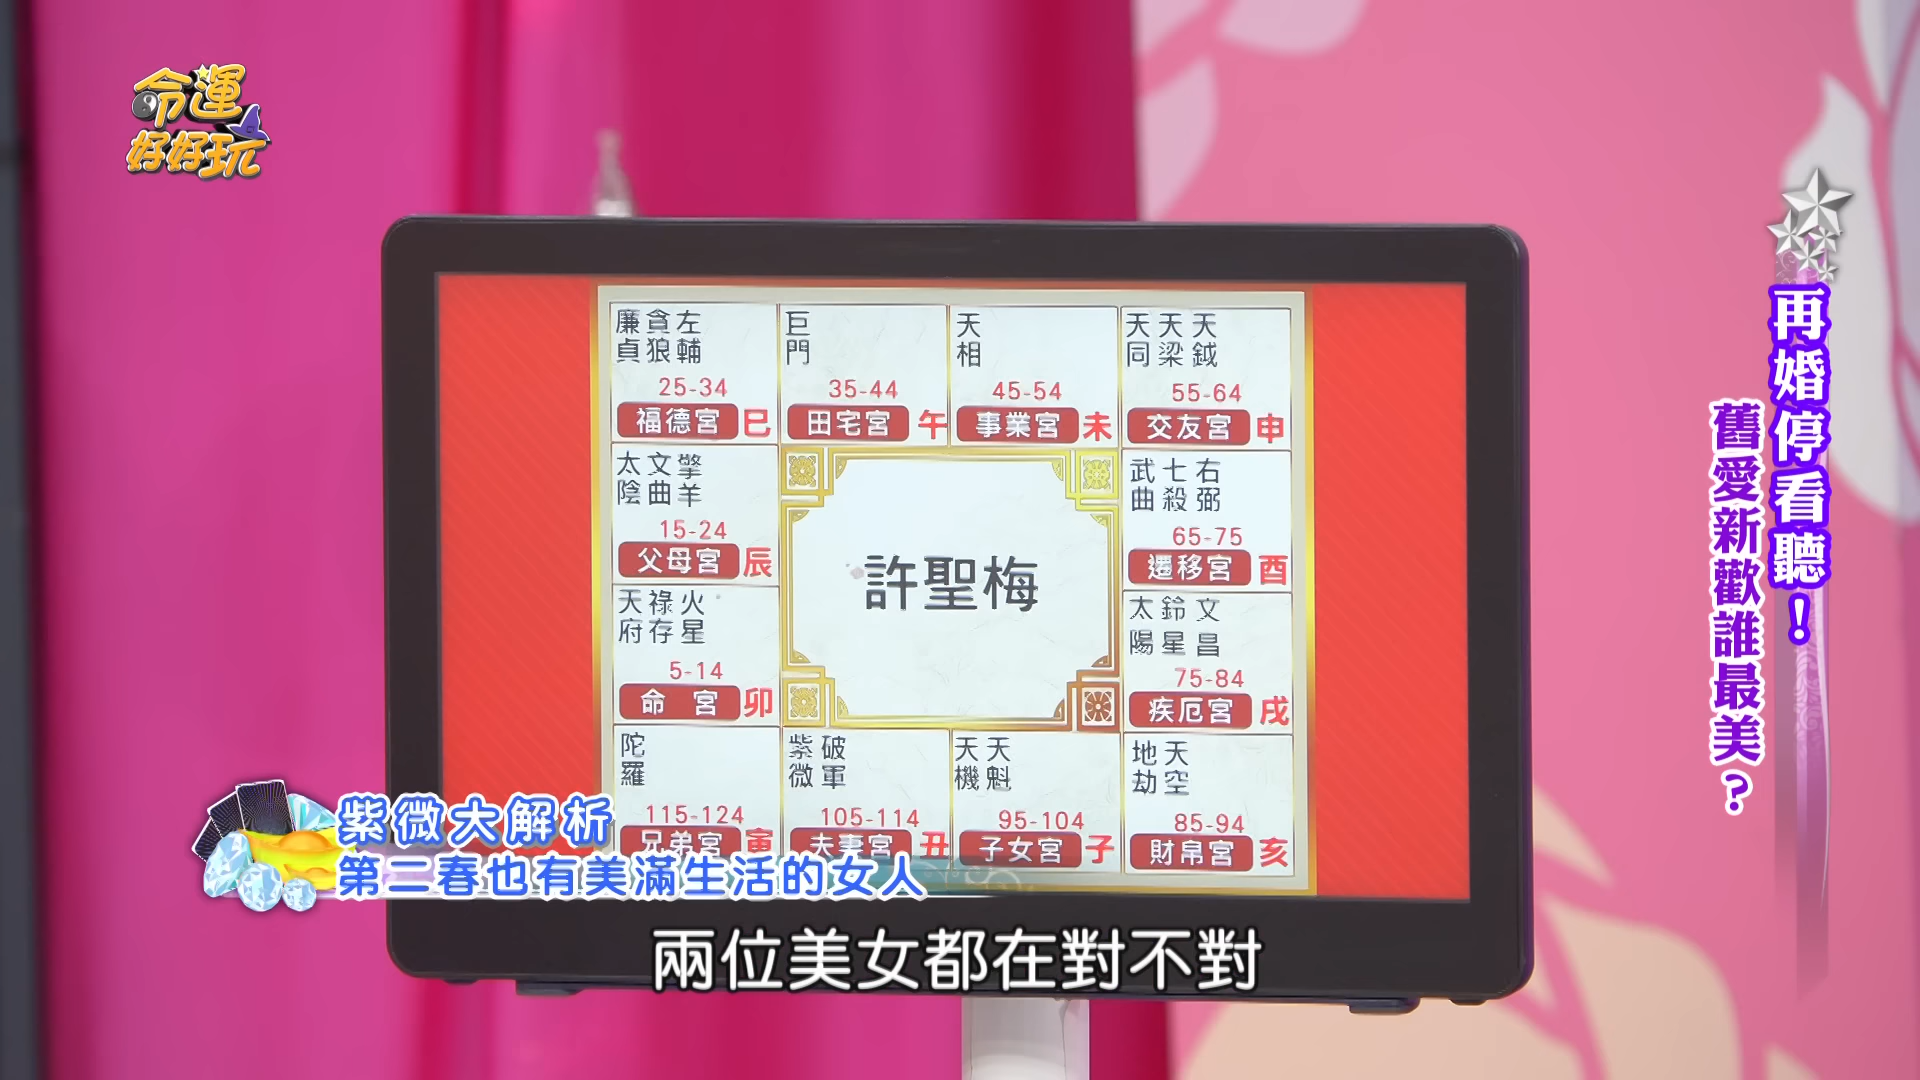 命運
好好玩
再婚停看聽！
舊愛新歡誰最美？
廉貪左
貞狼輔
25-34
福德宮 巳
巨
門
35-44
田宅宮 午
天
相
45-54
事業宮 未
天天天
同梁鉞
55-64
交友宮 申
太文擎
陰曲羊
15-24
父母宮 辰
武七右
曲殺弼
65-75
遷移宮 酉
天祿火
府存星
5-14
命宮 卯
許聖梅
太鈴文
陽星昌
75-84
疾厄宮 戌
陀
羅
115-124
兄弟宮 寅
紫破
微軍
105-114
夫妻宮 丑
天天
機魁
95-104
子女宮 子
地天
劫空
85-94
財帛宮 亥
紫微大解析
第二春也有美滿生活的女人
兩位美女都在對不對